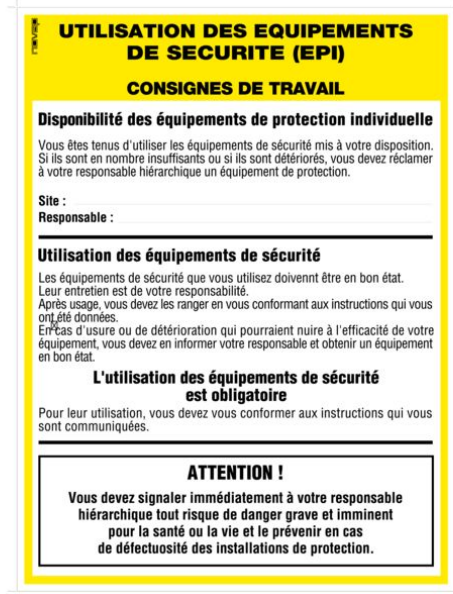 UTILISATION DES EQUIPEMENTS
DE SECURITE (EPI)
CONSIGNES DE TRAVAIL
Disponibilité des équipements de protection individuelle
Vous êtes tenus d'utiliser les équipements de sécurité mis à votre disposition.
Si ils sont en nombre insuffisants ou si ils sont détériorés, vous devez réclamer
à votre responsable hiérarchique un équipement de protection.
Site :
Responsable :
Utilisation des équipements de sécurité
Les équipements de sécurité que vous utilisez doivennt être en bon état.
Leur entretien est de votre responsabilité.
Après usage, vous devez les ranger en vous conformant aux instructions qui vous
ont été données.
En cas d'usure ou de détérioration qui pourraient nuire à l'efficacité de votre
équipement, vous devez en informer votre responsable et obtenir un équipement
en bon état.
L'utilisation des équipements de sécurité
est obligatoire
Pour leur utilisation, vous devez vous conformer aux instructions qui vous
sont communiquées.
ATTENTION !
Vous devez signaler immédiatement à votre responsable
hiérarchique tout risque de danger grave et imminent
pour la santé ou la vie et le prévenir en cas
de défectuosité des installations de protection.